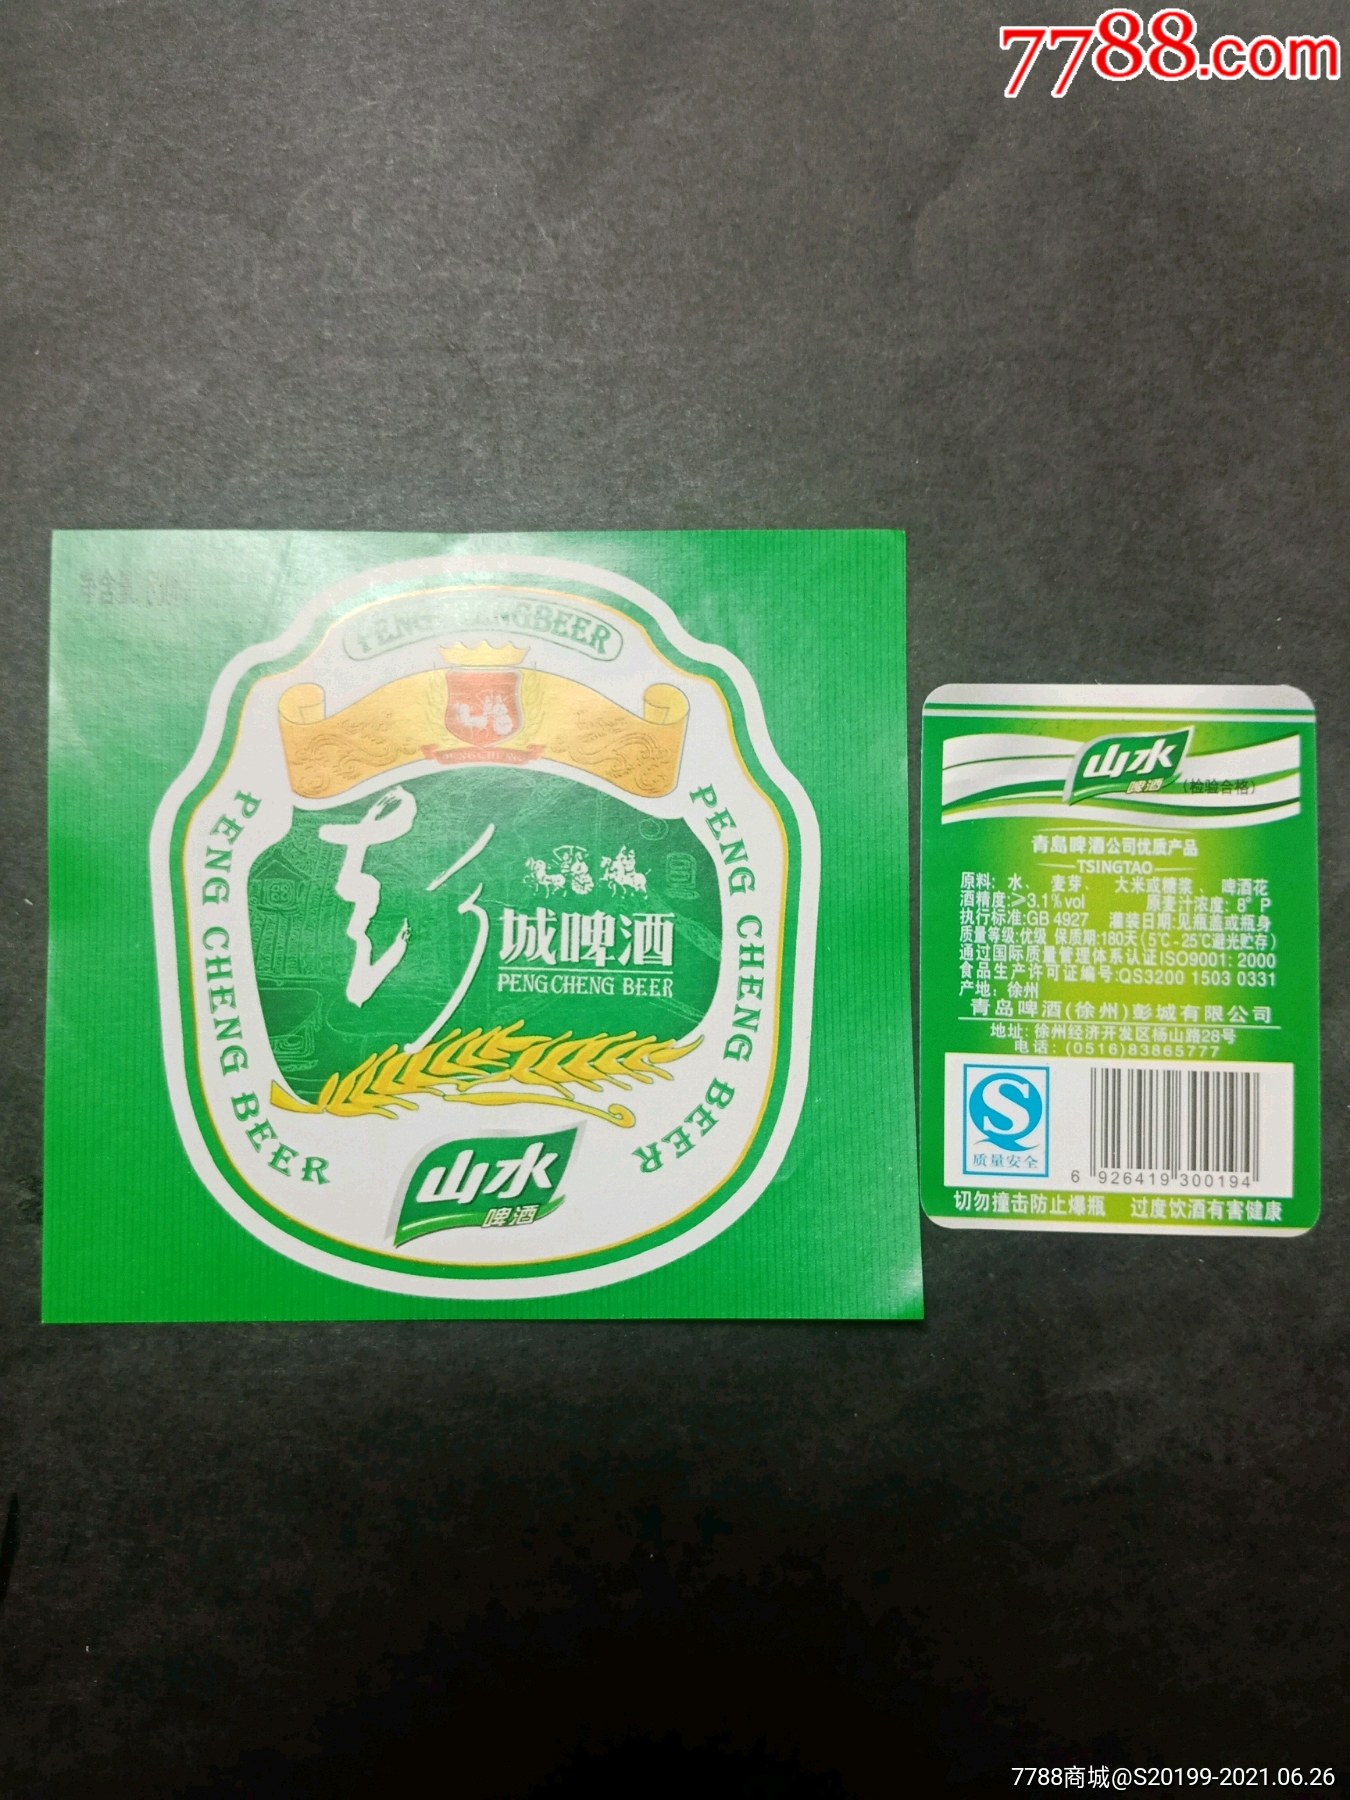 7788.com
PENG CHENG BEER
PENG CHENG BEER
PENG CHENG BEER
彭
城啤酒
PENG CHENG BEER
山水
啤酒
山水
啤酒
(检验合格)
青岛啤酒公司优质产品
TSINGTAO
原料: 水、 麦芽、 大米或糖浆 、 啤酒花
酒精度:≥3.1%vol 原麦汁浓度: 8°P
执行标准:GB 4927 灌装日期:见瓶盖或瓶身
质量等级:优级 保质期:180天(5℃-25℃避光贮存)
通过国际质量管理体系认证ISO9001: 2000
食品生产许可证编号:QS3200 1503 0331
产地: 徐州
青岛啤酒(徐州)彭城有限公司
地址: 徐州经济开发区杨山路28号
电话: (0516)83865777
质量安全
6 926419 300194
切勿撞击防止爆瓶 过度饮酒有害健康
7788商城@S20199-2021.06.26